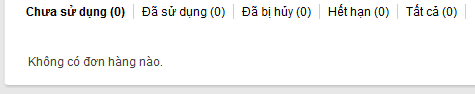 Chưa sử dụng (0) Đã sử dụng (0) Đã bị hủy (0) Hết hạn (0) Tất cả (0)
Không có đơn hàng nào.